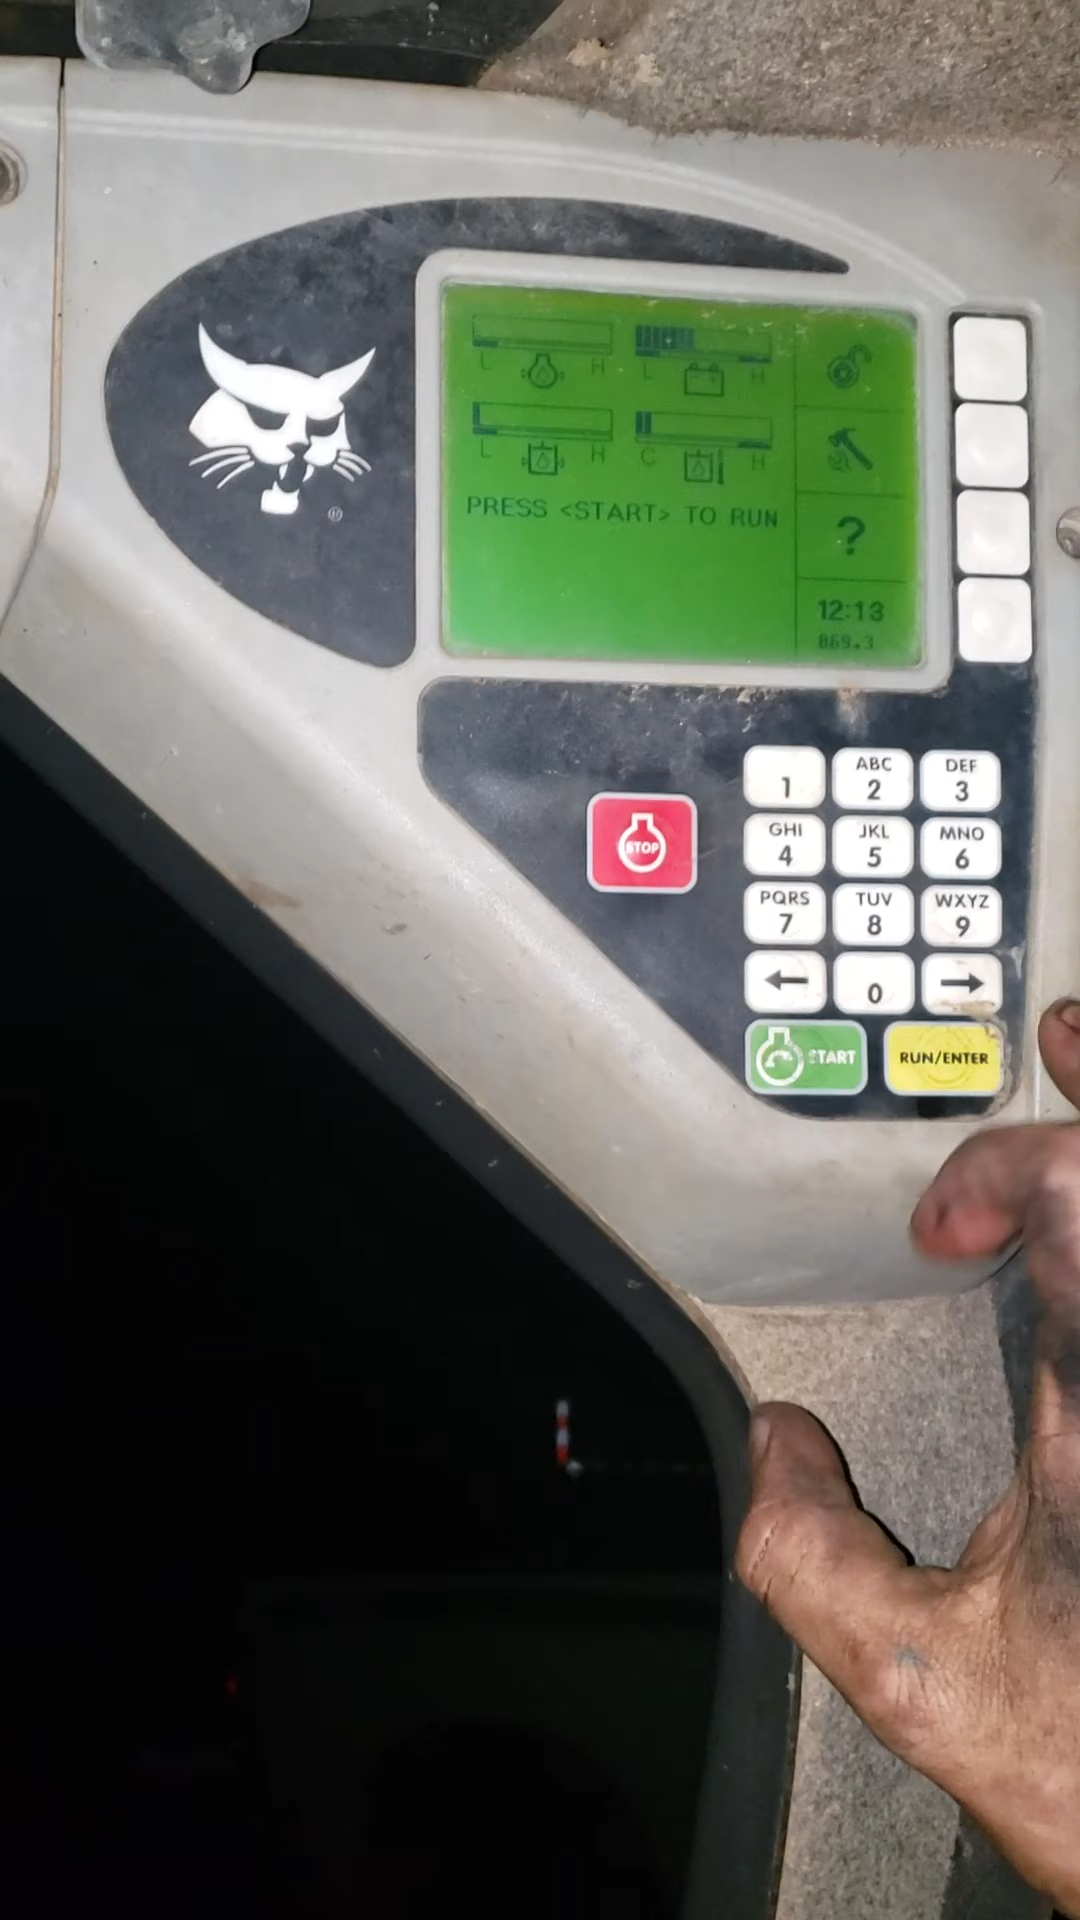 L H L H
L H C H
PRESS <START> TO RUN
?
12:13
869.3
®
STOP
1 ABC 2 DEF 3
GHI 4 JKL 5 MNO 6
PQRS 7 TUV 8 WXYZ 9
← 0 →
START RUN/ENTER